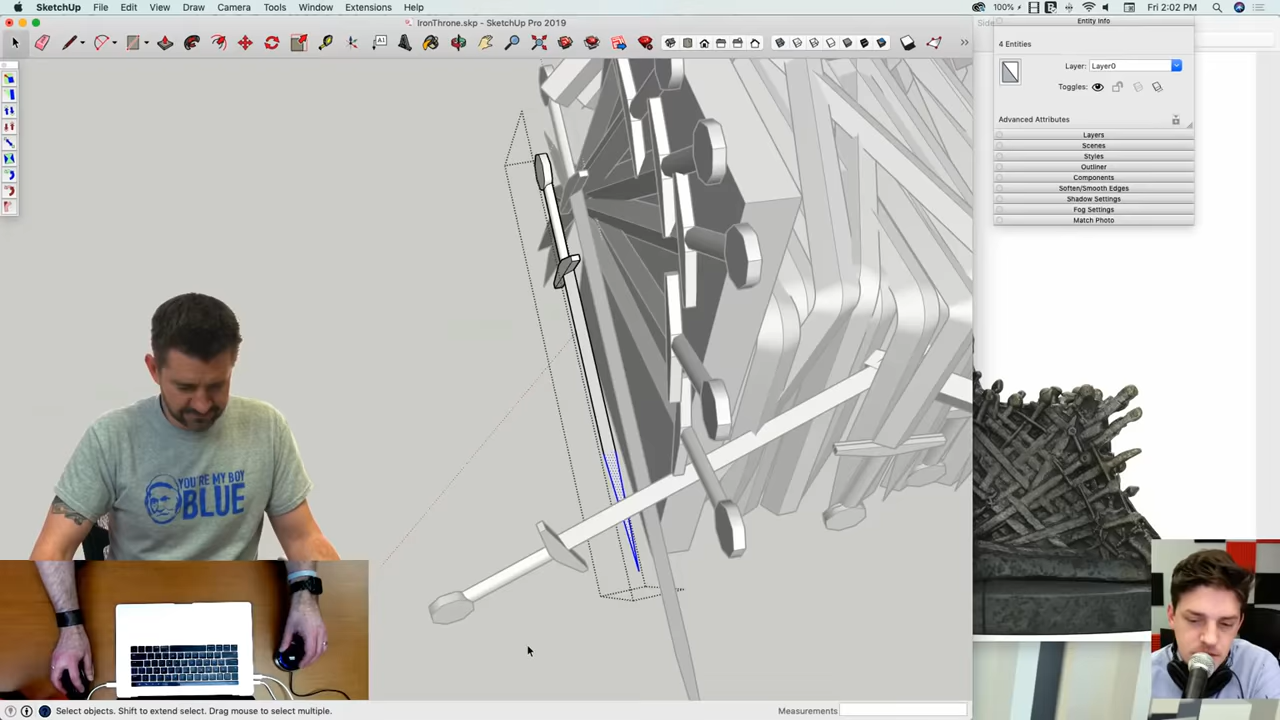 SketchUp File Edit View Draw Camera Tools Window Extensions Help
100% Fri 2:02 PM
IronThrone.skp - SketchUp Pro 2019
Side
Entity Info
4 Entities
Layer: Layer0
Toggles:
Advanced Attributes
Layers
Scenes
Styles
Outliner
Components
Soften/Smooth Edges
Shadow Settings
Fog Settings
Match Photo
YOU'RE MY BOY
BLUE
Select objects. Shift to extend select. Drag mouse to select multiple.
Measurements